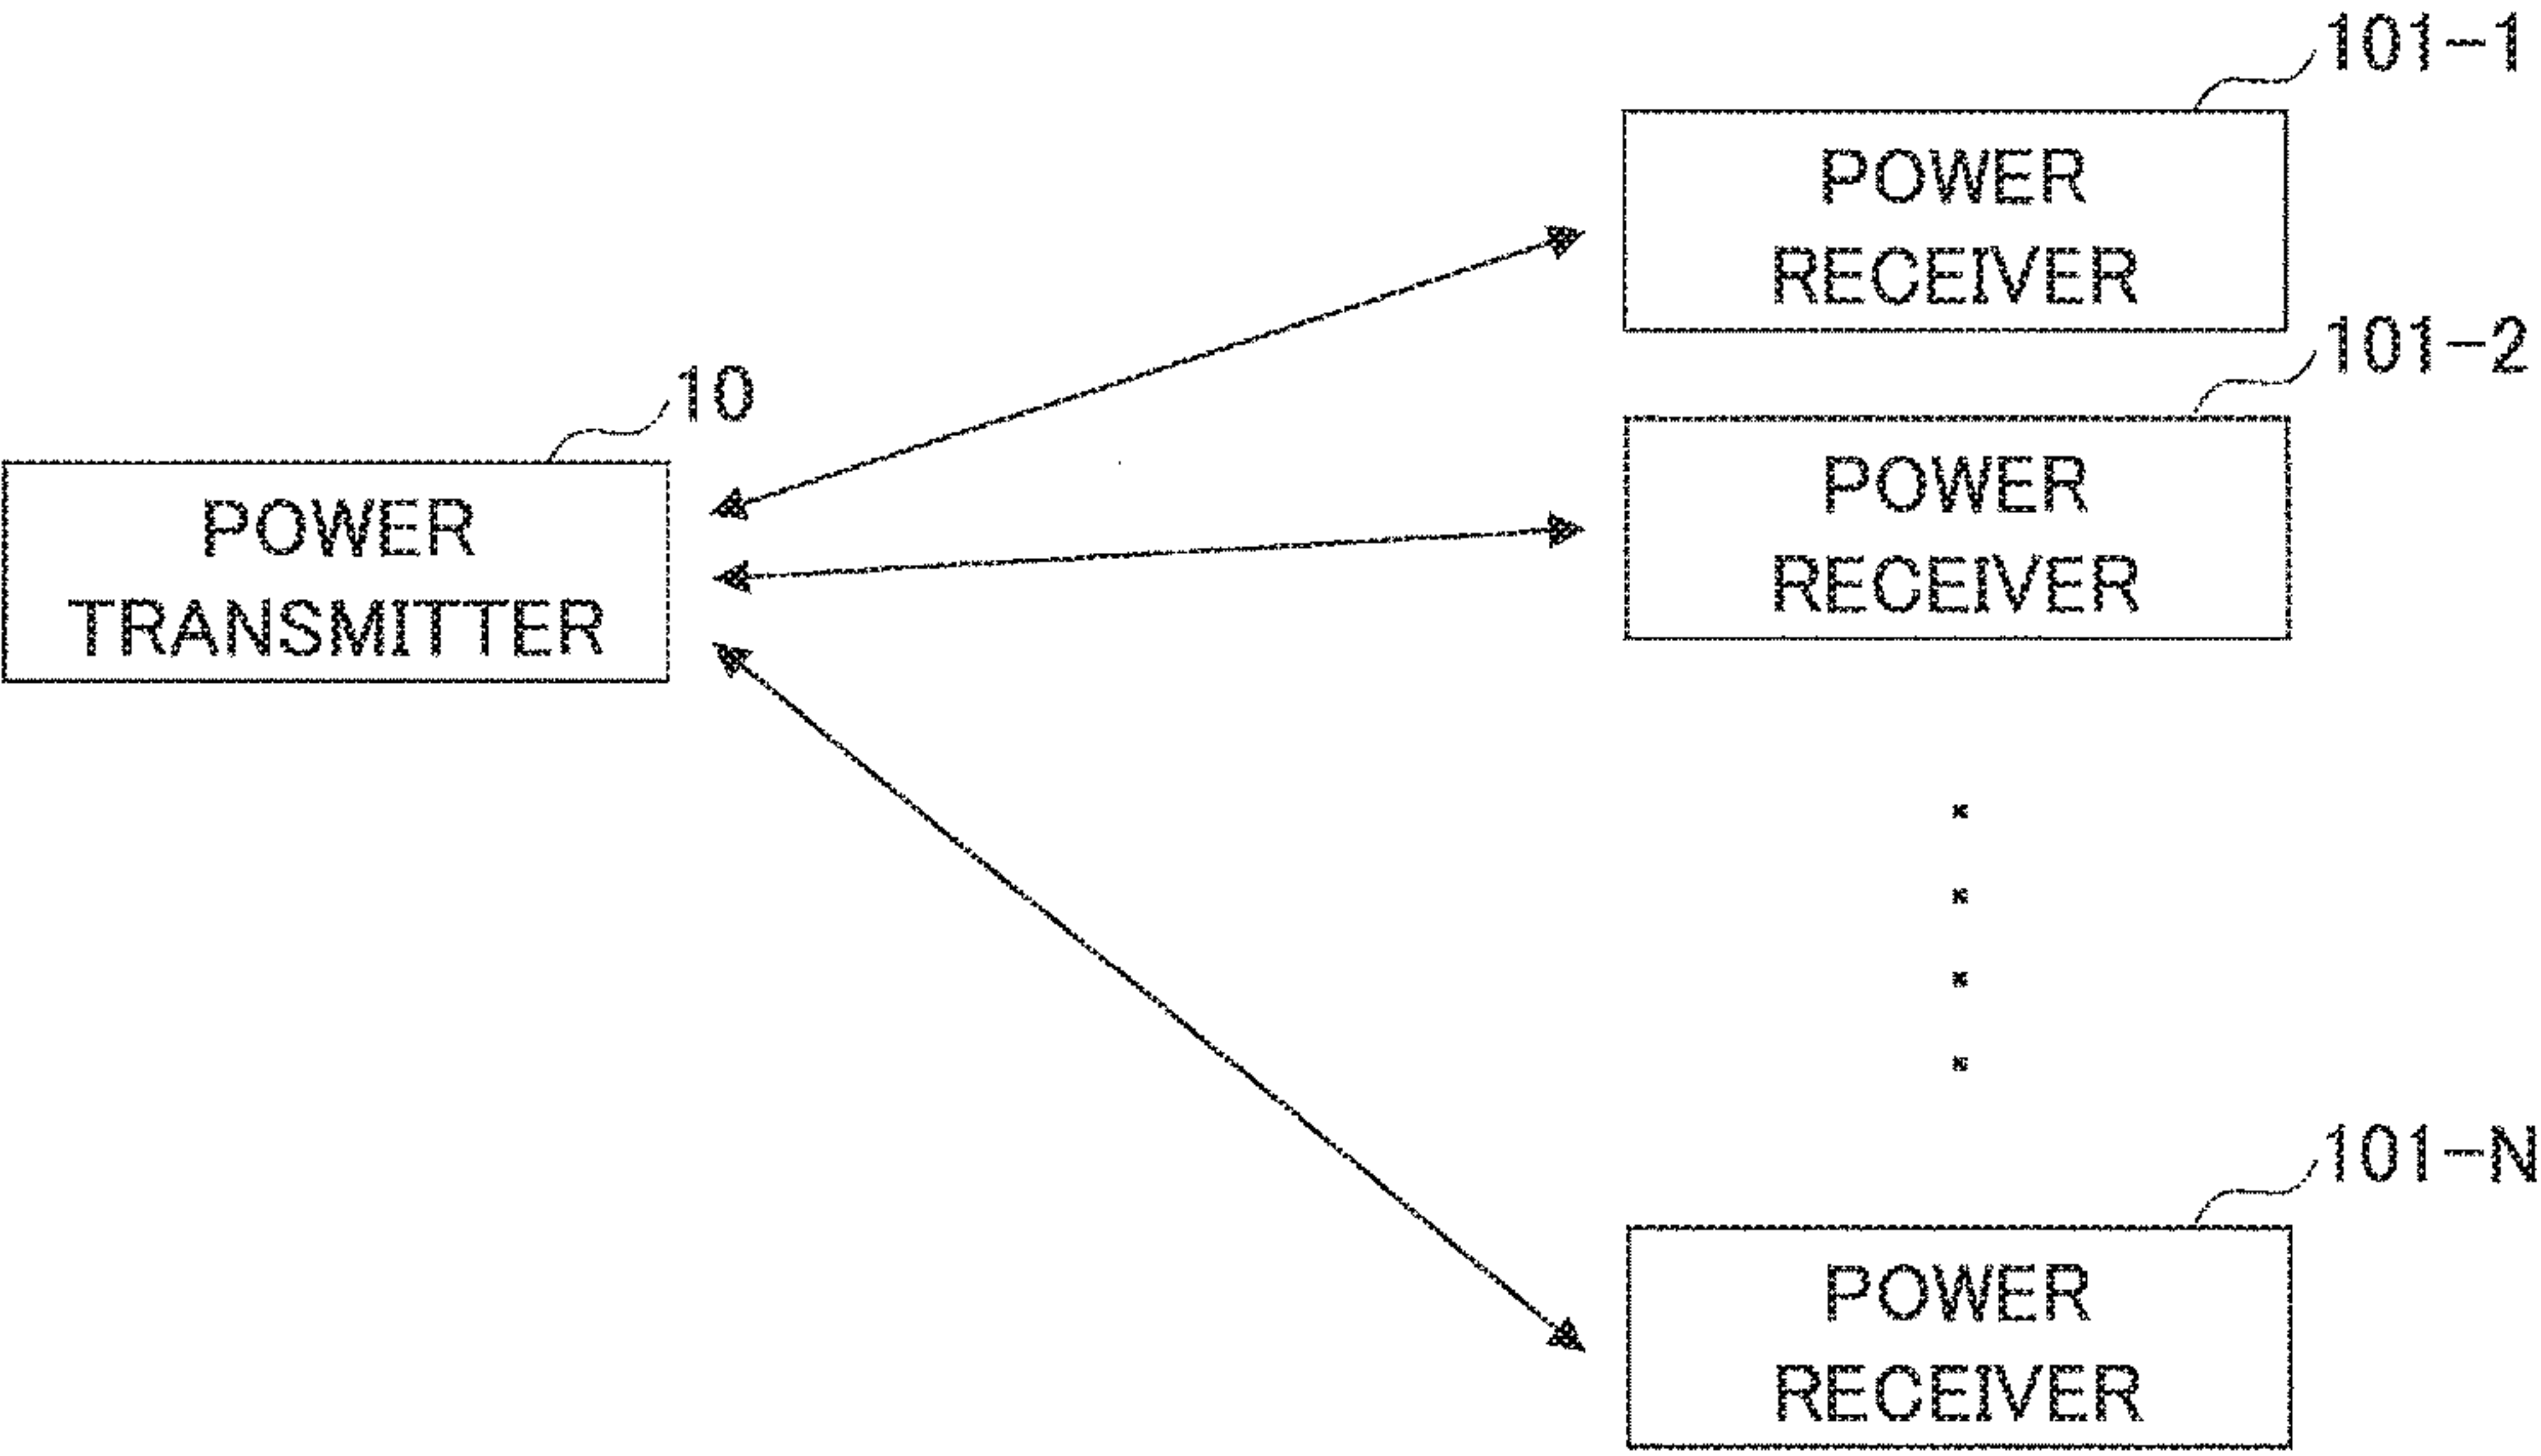 101-1
POWER
RECEIVER
101-2
10
POWER
RECEIVER
POWER
TRANSMITTER
101-N
POWER
RECEIVER